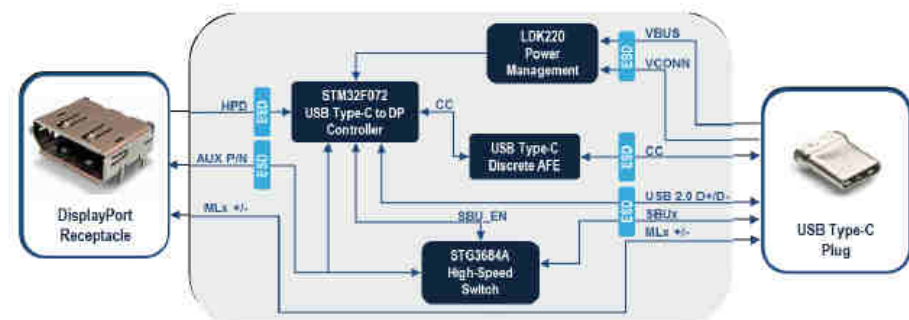 LDK220
Power
Management
VBUS
VCONN
ESD
STM32F072
USB Type-C to DP
Controller
HPD
ESD
CC
USB Type-C
Discrete AFE
ESD
CC
AUX P/N
ESD
DisplayPort
Receptacle
MLx +/-
USB 2.0 D+/D-
ESD
SBUx
MLx +/-
SBU_EN
STG3684A
High-Speed
Switch
USB Type-C
Plug